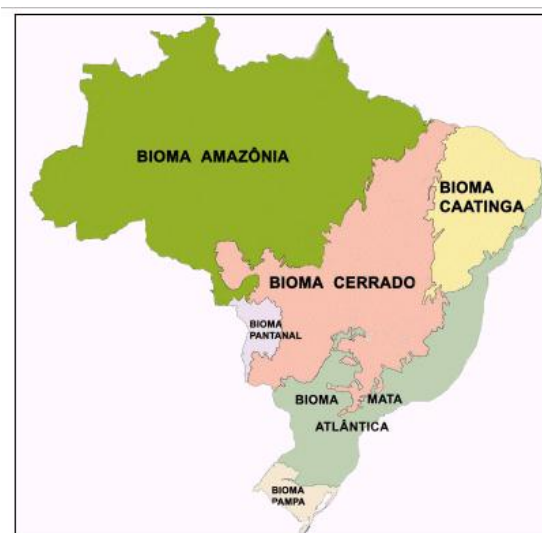 BIOMA AMAZÔNIA
BIOMA
CAATINGA
BIOMA CERRADO
BIOMA
PANTANAL
BIOMA MATA
ATLÂNTICA
BIOMA
PAMPA